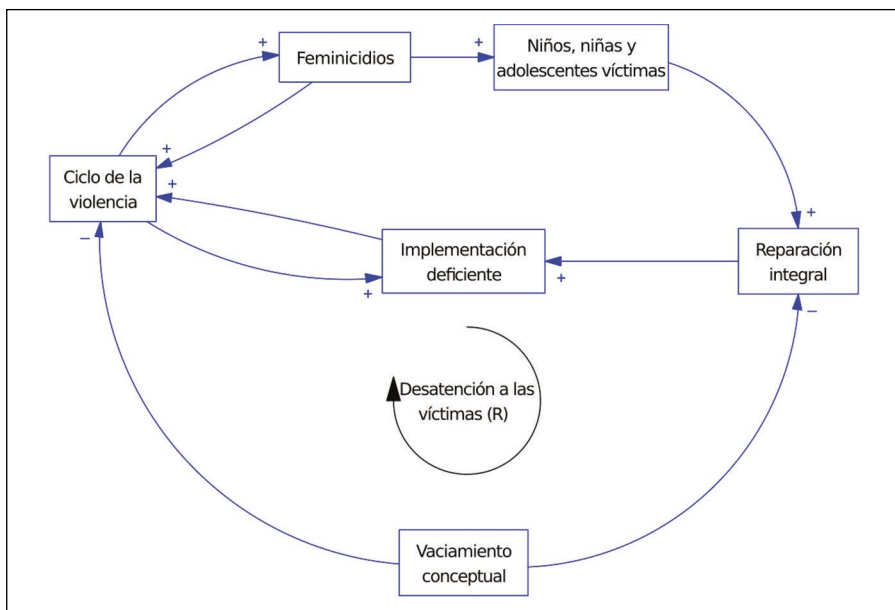 +
Feminicidios
+
Niños, niñas y
adolescentes víctimas
+
Ciclo de la
violencia
+
–
Implementación
deficiente
+
+
+
Reparación
integral
–
Desatención a las
víctimas (R)
Vaciamiento
conceptual